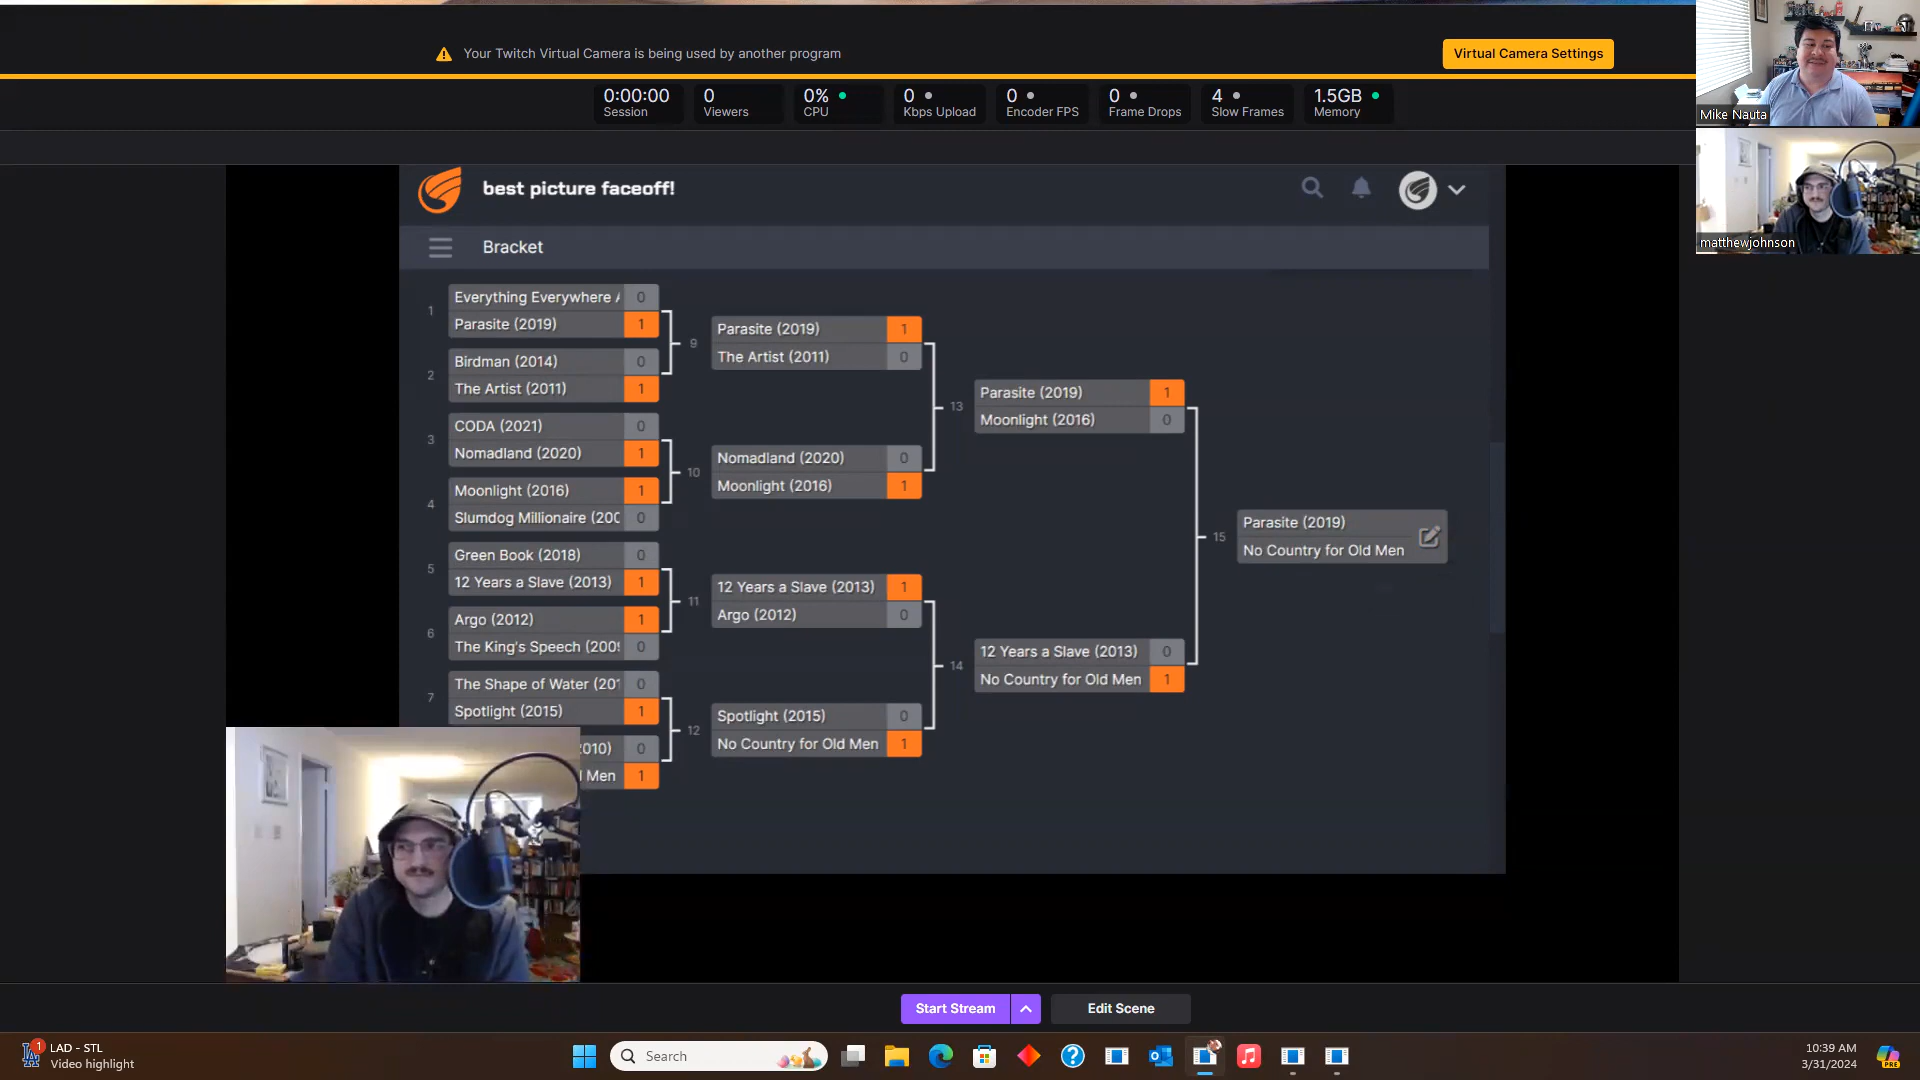 Your Twitch Virtual Camera is being used by another program
Virtual Camera Settings
Mike Nauta
0:00:00
Session
0
Viewers
0%
CPU
0
Kbps Upload
0
Encoder FPS
0
Frame Drops
4
Slow Frames
1.5GB
Memory
matthewjohnson
best picture faceoff!
Bracket
1
Everything Everywhere 0
Parasite (2019) 1
2
Birdman (2014) 0
The Artist (2011) 1
3
CODA (2021) 0
Nomadland (2020) 1
4
Moonlight (2016) 1
Slumdog Millionaire (200 0
5
Green Book (2018) 0
12 Years a Slave (2013) 1
6
Argo (2012) 1
The King's Speech (200 0
7
The Shape of Water (201 0
Spotlight (2015) 1
2010) 0
Men 1
9
Parasite (2019) 1
The Artist (2011) 0
10
Nomadland (2020) 0
Moonlight (2016) 1
11
12 Years a Slave (2013) 1
Argo (2012) 0
12
Spotlight (2015) 0
No Country for Old Men 1
13
Parasite (2019) 1
Moonlight (2016) 0
14
12 Years a Slave (2013) 0
No Country for Old Men 1
15
Parasite (2019)
No Country for Old Men
Start Stream
Edit Scene
1
LAD - STL
Video highlight
Search
10:39 AM
3/31/2024
PRE